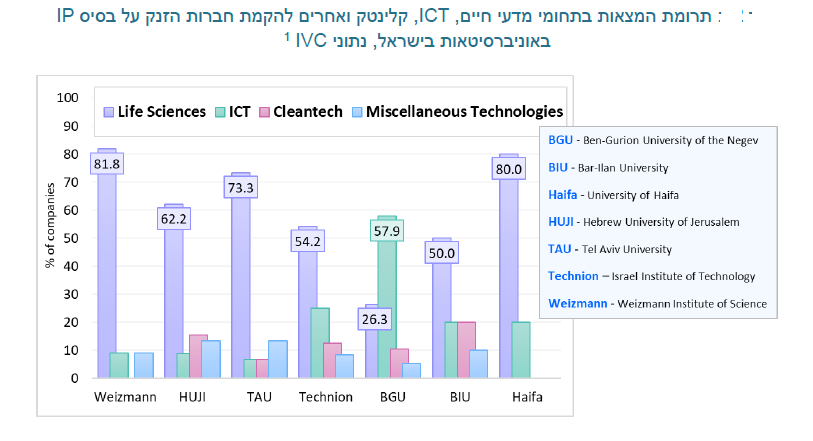 : תרומת המצאות בתחומי מדעי חיים, ICT, קלינטק ואחרים להקמת חברות הזנק על בסיס IP
באוניברסיטאות בישראל, נתוני IVC ¹
100
90
80
70
60
50
40
30
20
10
0
% of companies
Life Sciences ICT Cleantech Miscellaneous Technologies
81.8
62.2
73.3
54.2
26.3
57.9
50.0
80.0
Weizmann HUJI TAU Technion BGU BIU Haifa
BGU - Ben-Gurion University of the Negev
BIU - Bar-Ilan University
Haifa - University of Haifa
HUJI - Hebrew University of Jerusalem
TAU - Tel Aviv University
Technion – Israel Institute of Technology
Weizmann - Weizmann Institute of Science